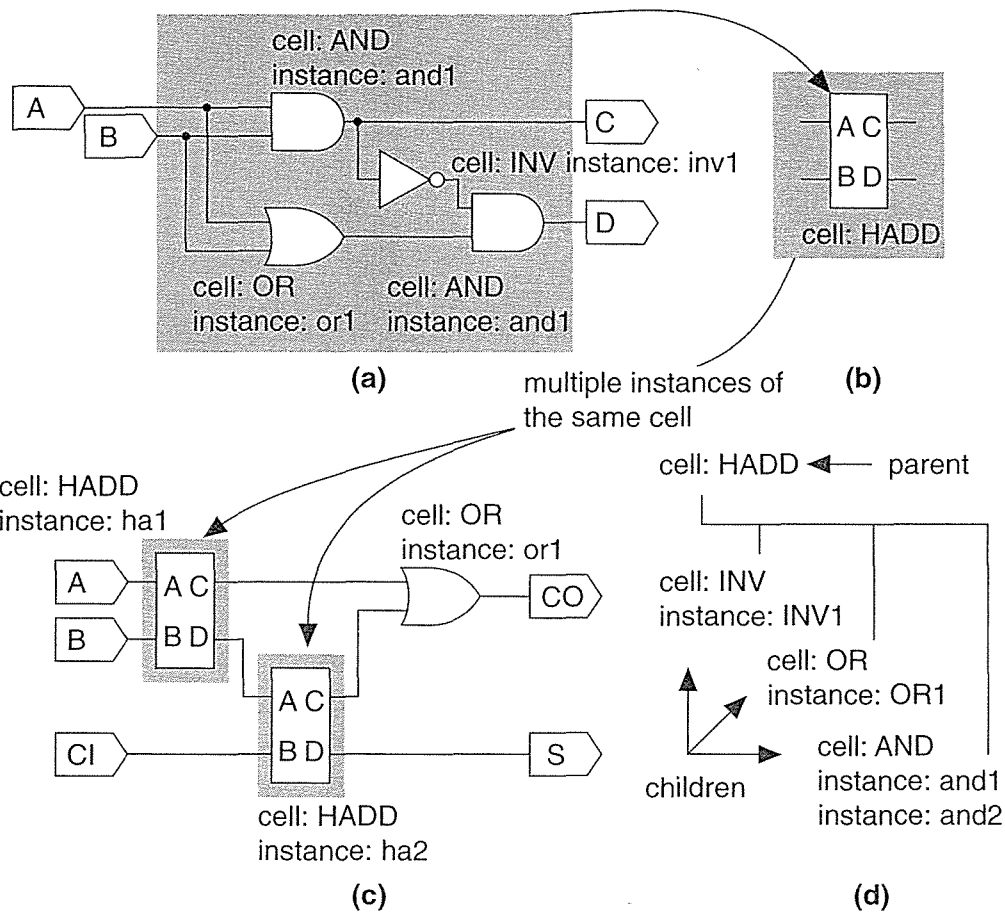 cell: AND
instance: and1
A
B
C
cell: INV instance: inv1
D
cell: OR
instance: or1
cell: AND
instance: and1
(a)
A C
B D
cell: HADD
(b)
multiple instances of
the same cell
cell: HADD
instance: ha1
A
B
A C
B D
cell: OR
instance: or1
CO
CI
A C
B D
S
cell: HADD
instance: ha2
(c)
cell: HADD
parent
cell: INV
instance: INV1
cell: OR
instance: OR1
cell: AND
instance: and1
instance: and2
children
(d)